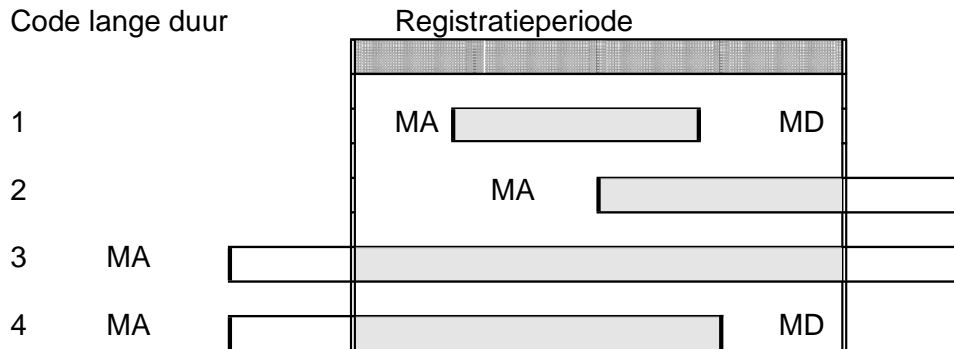 Code lange duur Registratieperiode
1 MA MD
2 MA
3 MA
4 MA MD